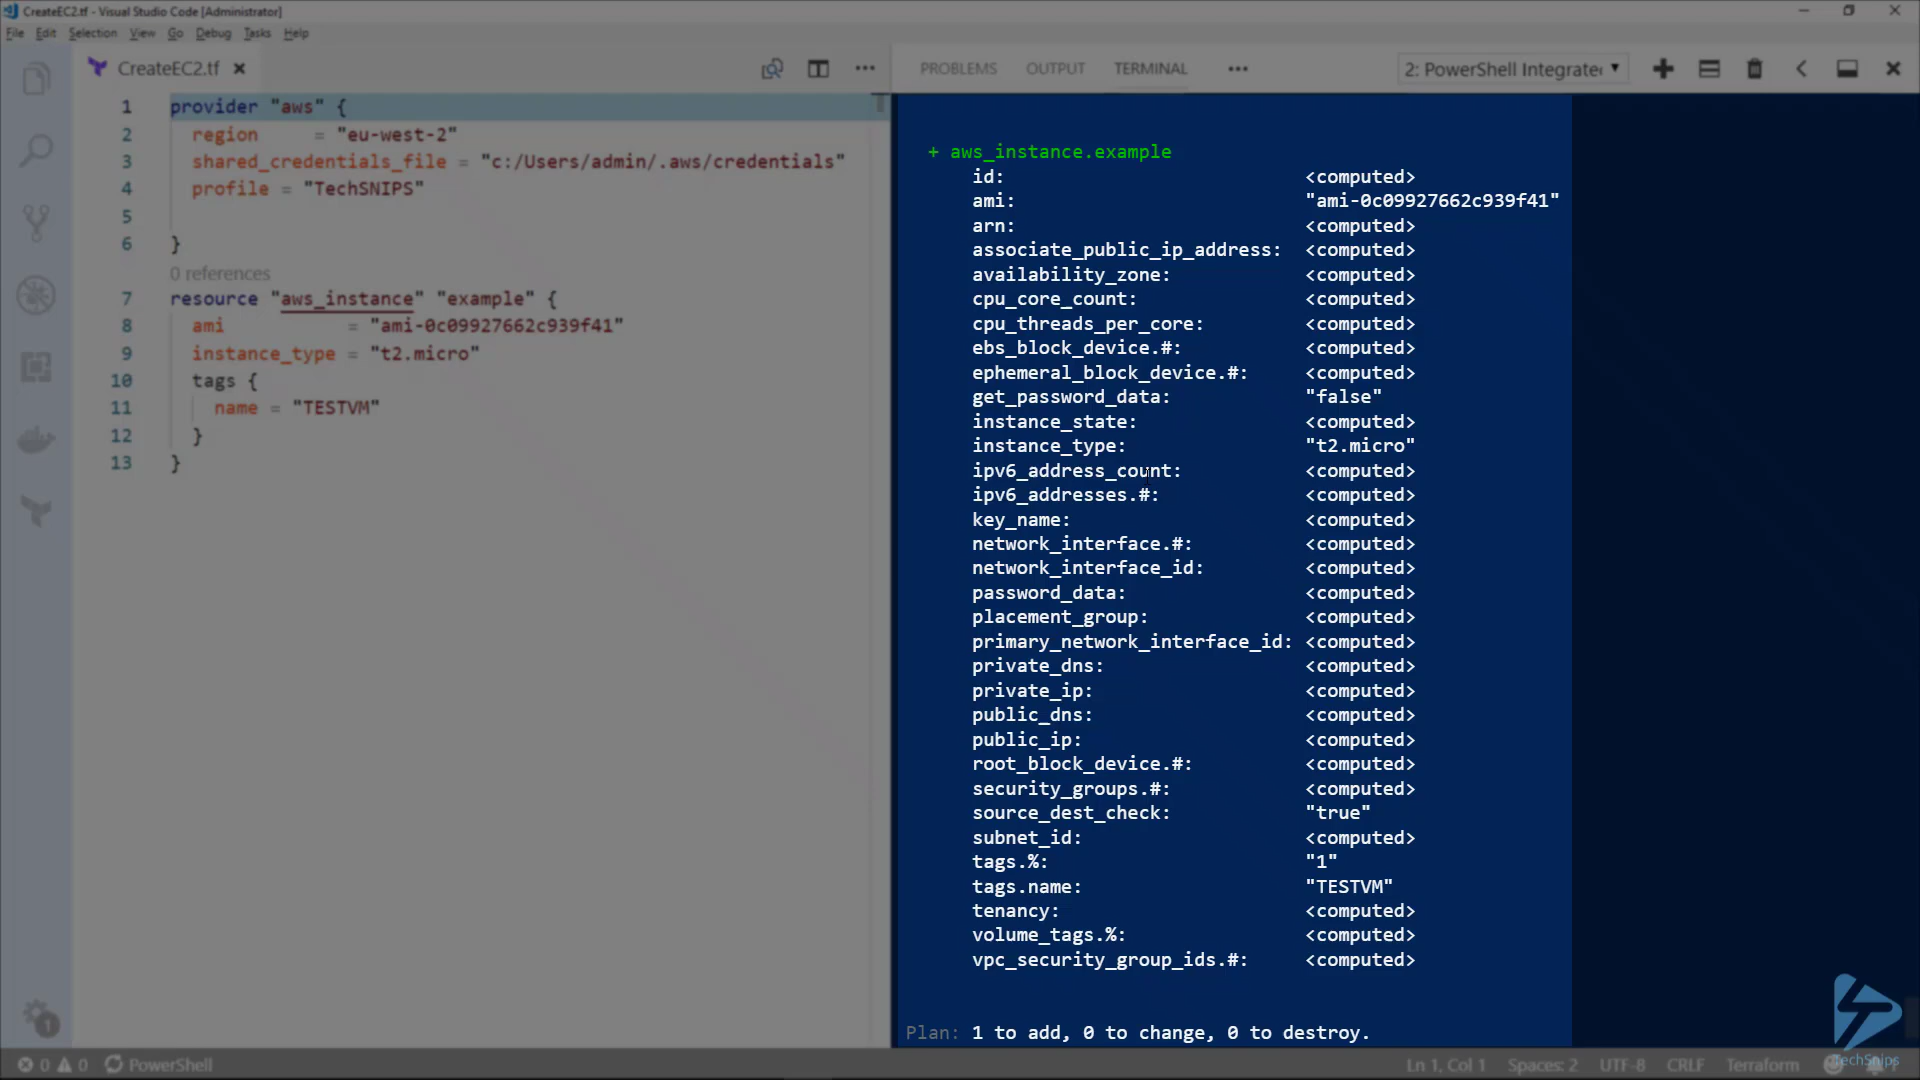 CreateEC2.tf - Visual Studio Code [Administrator]
File Edit Selection View Go Debug Tasks Help
CreateEC2.tf
1 provider "aws" {
2 region = "eu-west-2"
3 shared_credentials_file = "c:/Users/admin/.aws/credentials"
4 profile = "TechSNIPS"
5
6 }
0 references
7 resource "aws_instance" "example" {
8 ami = "ami-0c09927662c939f41"
9 instance_type = "t2.micro"
10 tags {
11 name = "TESTVM"
12 }
13 }
PROBLEMS OUTPUT TERMINAL ••• 2: PowerShell Integrate
+ aws_instance.example
id: <computed>
ami: "ami-0c09927662c939f41"
arn: <computed>
associate_public_ip_address: <computed>
availability_zone: <computed>
cpu_core_count: <computed>
cpu_threads_per_core: <computed>
ebs_block_device.#: <computed>
ephemeral_block_device.#: <computed>
get_password_data: "false"
instance_state: <computed>
instance_type: "t2.micro"
ipv6_address_count: <computed>
ipv6_addresses.#: <computed>
key_name: <computed>
network_interface.#: <computed>
network_interface_id: <computed>
password_data: <computed>
placement_group: <computed>
primary_network_interface_id: <computed>
private_dns: <computed>
private_ip: <computed>
public_dns: <computed>
public_ip: <computed>
root_block_device.#: <computed>
security_groups.#: <computed>
source_dest_check: "true"
subnet_id: <computed>
tags.%: "1"
tags.name: "TESTVM"
tenancy: <computed>
volume_tags.%: <computed>
vpc_security_group_ids.#: <computed>
Plan: 1 to add, 0 to change, 0 to destroy.
1
0 0 PowerShell
Ln 1, Col 1 Spaces: 2 UTF-8 CRLF Terraform
TechSnips